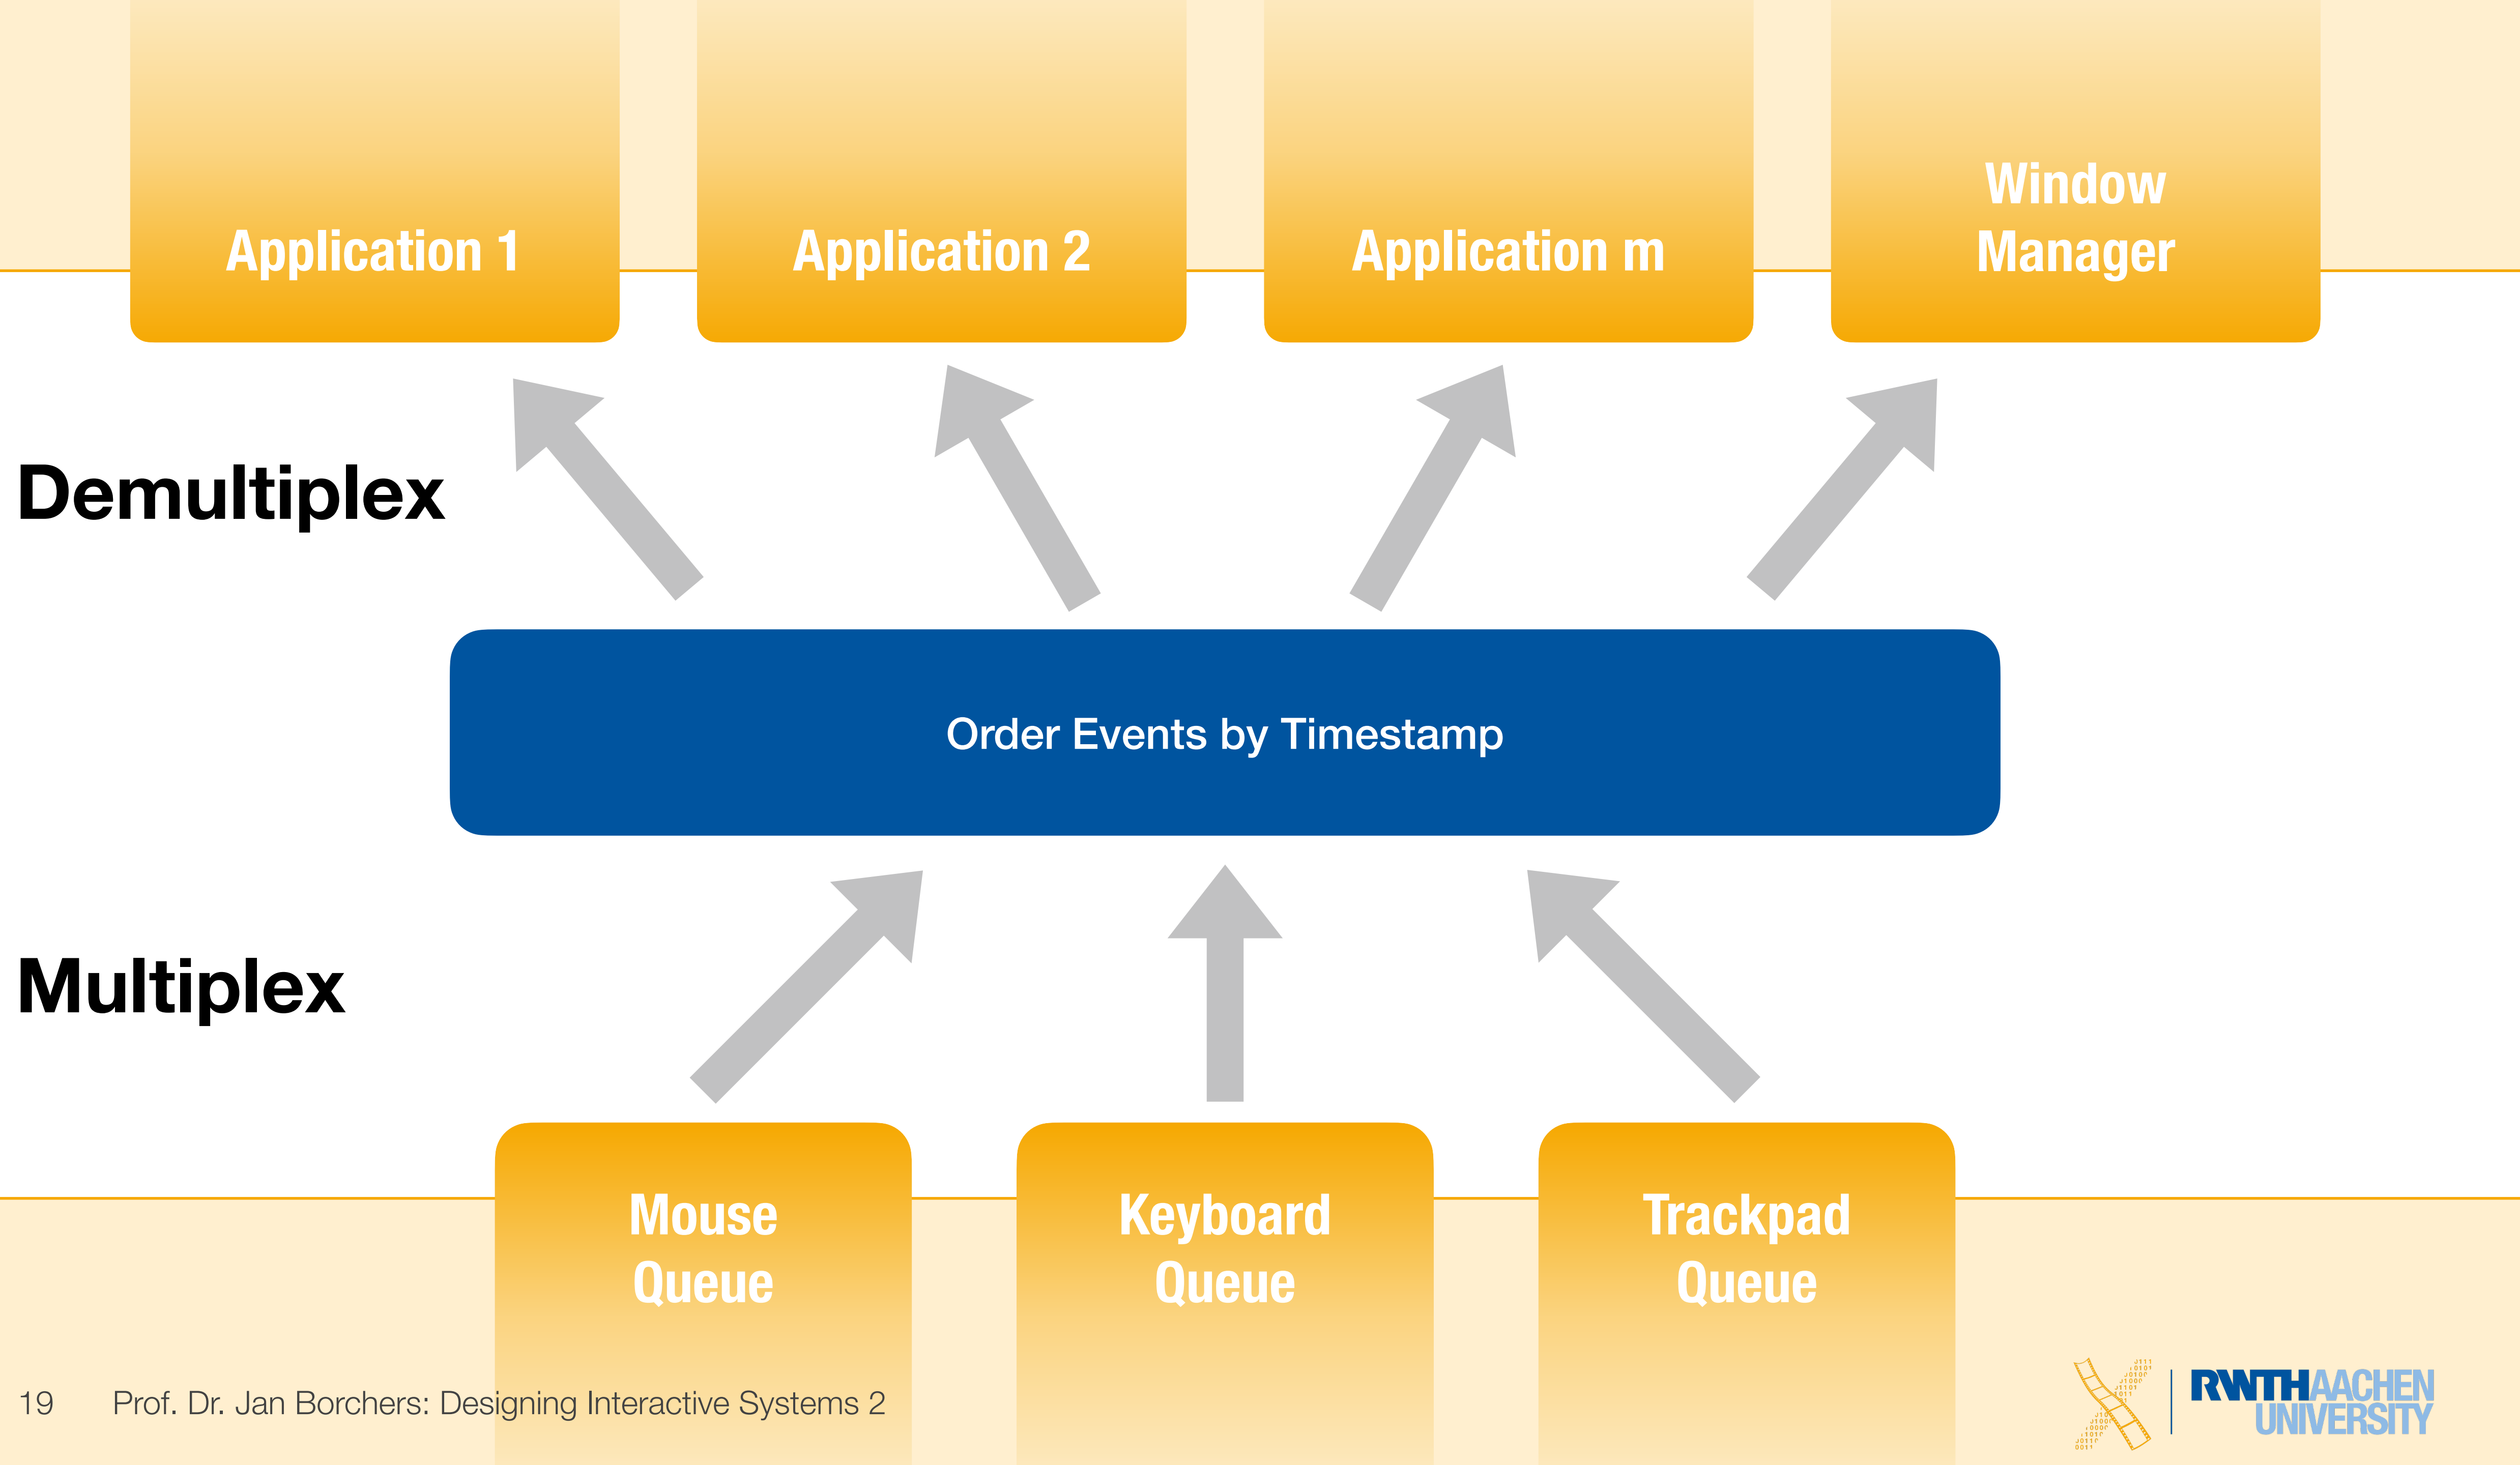 Application 1
Application 2
Application m
Window
Manager
Demultiplex
Order Events by Timestamp
Multiplex
Mouse
Queue
Keyboard
Queue
Trackpad
Queue
19 Prof. Dr. Jan Borchers: Designing Interactive Systems 2
RWTHAACHEN
UNIVERSITY